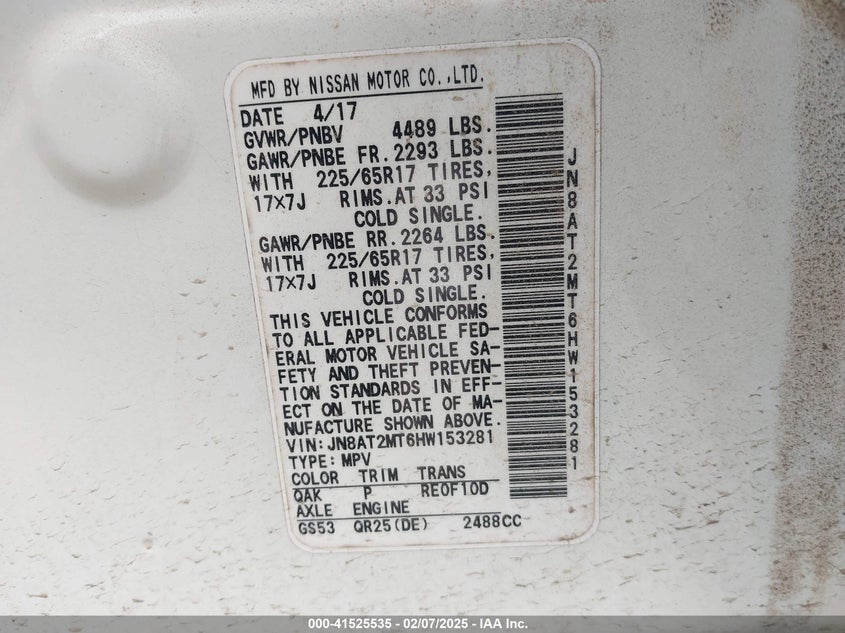 MFD BY NISSAN MOTOR CO.,LTD.
DATE 4/17
GVWR/PNBV 4489 LBS.
GAWR/PNBE FR. 2293 LBS.
WITH 225/65R17 TIRES,
17X7J RIMS.AT 33 PSI
COLD SINGLE.
GAWR/PNBE RR. 2264 LBS.
WITH 225/65R17 TIRES,
17X7J RIMS.AT 33 PSI
COLD SINGLE.
THIS VEHICLE CONFORMS
TO ALL APPLICABLE FED-
ERAL MOTOR VEHICLE SA-
FETY AND THEFT PREVEN-
TION STANDARDS IN EFF-
ECT ON THE DATE OF MA-
NUFACTURE SHOWN ABOVE.
VIN:JN8AT2MT6HW153281
TYPE:MPV
COLOR TRIM TRANS
QAK P RE0F10D
AXLE ENGINE
GS53 QR25(DE) 2488CC
JN8AT2MT6HW153281
000-41525535 - 02/07/2025 - IAA Inc.